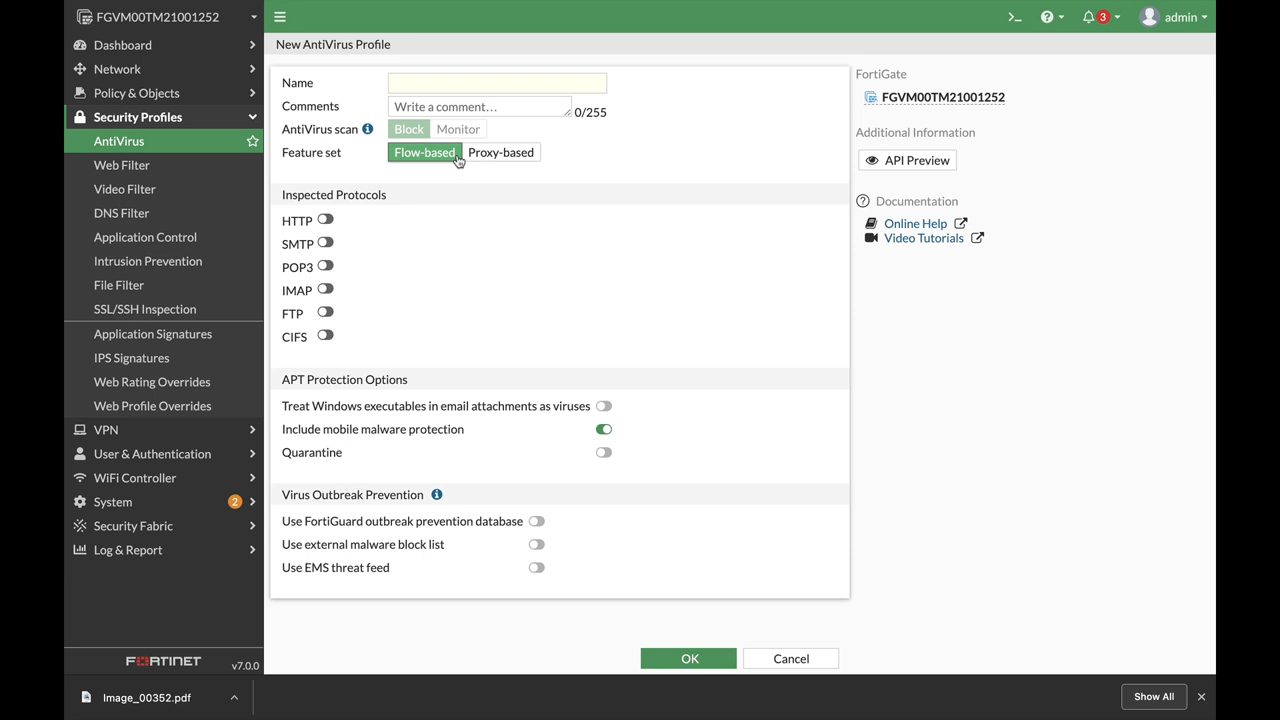 FGVM00TM21001252
3
admin
Dashboard
Network
Policy & Objects
Security Profiles
AntiVirus
Web Filter
Video Filter
DNS Filter
Application Control
Intrusion Prevention
File Filter
SSL/SSH Inspection
Application Signatures
IPS Signatures
Web Rating Overrides
Web Profile Overrides
VPN
User & Authentication
WiFi Controller
System 2
Security Fabric
Log & Report
FORTINET v7.0.0
New AntiVirus Profile
Name
Comments Write a comment... 0/255
AntiVirus scan Block Monitor
Feature set Flow-based Proxy-based
Inspected Protocols
HTTP
SMTP
POP3
IMAP
FTP
CIFS
APT Protection Options
Treat Windows executables in email attachments as viruses
Include mobile malware protection
Quarantine
Virus Outbreak Prevention
Use FortiGuard outbreak prevention database
Use external malware block list
Use EMS threat feed
OK Cancel
FortiGate
FGVM00TM21001252
Additional Information
API Preview
Documentation
Online Help
Video Tutorials
Image_00352.pdf
Show All